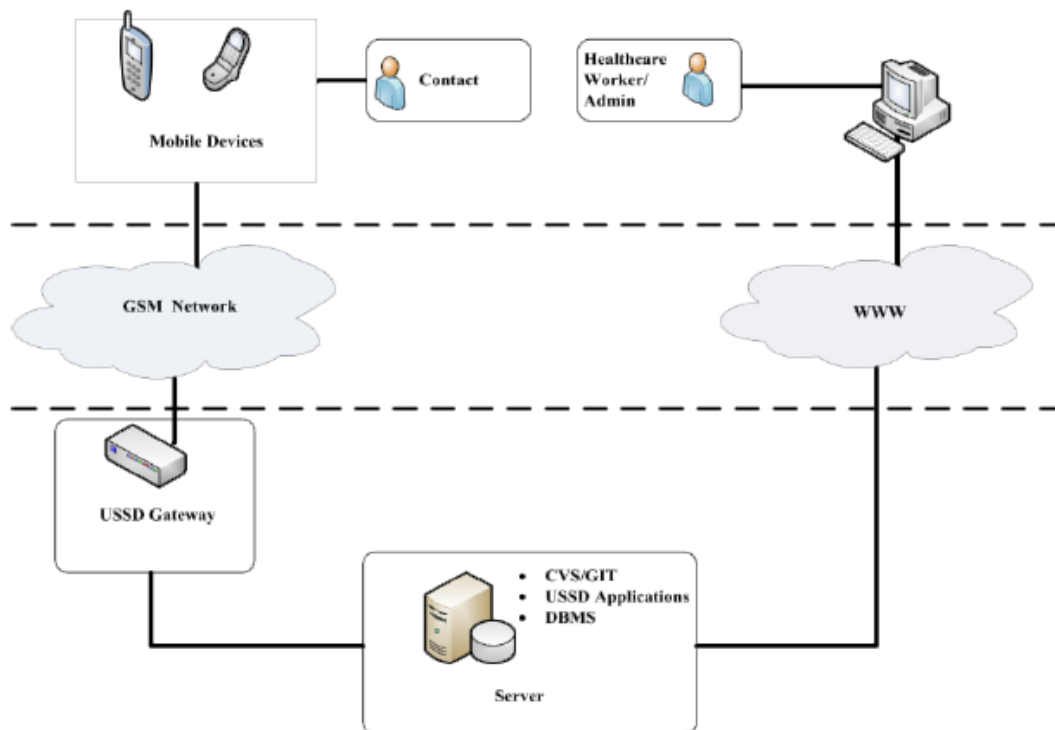 Contact
Healthcare
Worker/
Admin
Mobile Devices
GSM Network
WWW
USSD Gateway
• CVS/GIT
• USSD Applications
• DBMS
Server